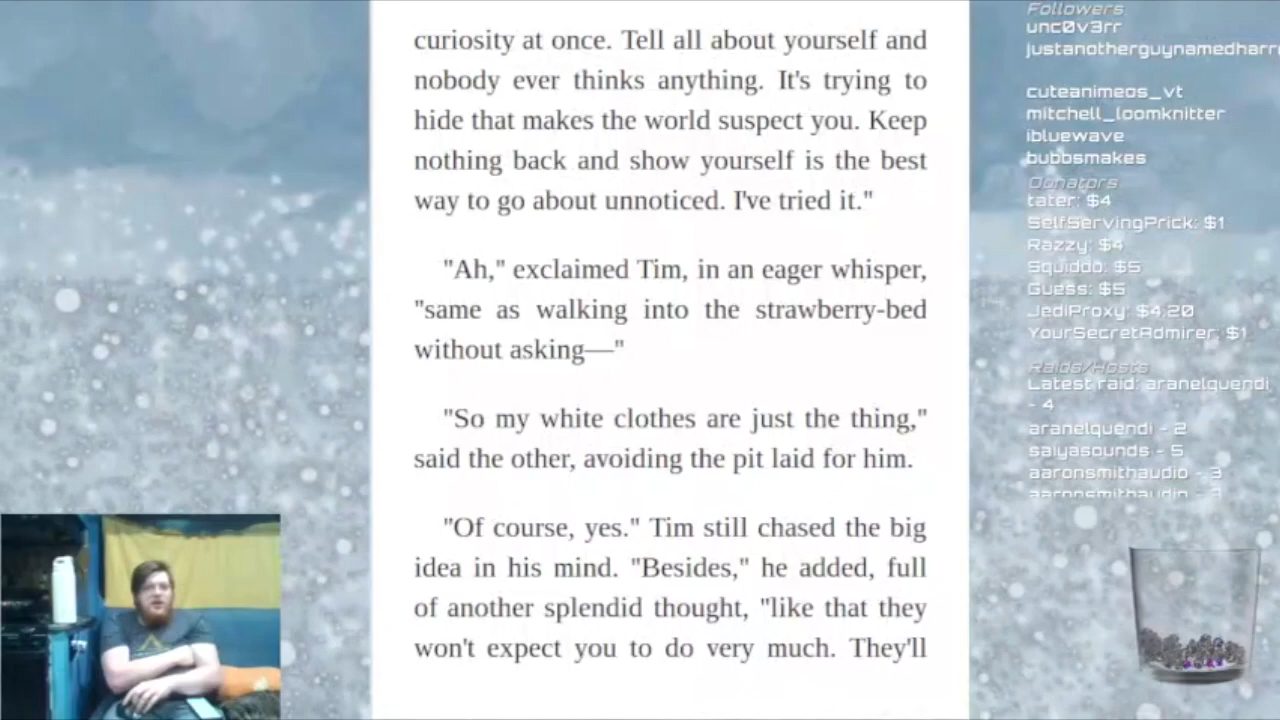 curiosity at once. Tell all about yourself and
nobody ever thinks anything. It's trying to
hide that makes the world suspect you. Keep
nothing back and show yourself is the best
way to go about unnoticed. I've tried it."
"Ah," exclaimed Tim, in an eager whisper,
"same as walking into the strawberry-bed
without asking—"
"So my white clothes are just the thing,"
said the other, avoiding the pit laid for him.
"Of course, yes." Tim still chased the big
idea in his mind. "Besides," he added, full
of another splendid thought, "like that they
won't expect you to do very much. They'll
Followers
unc0v3rr
justanotherguynamedharr
cuteanimeos_vt
mitchell_loomknitter
ibluewave
bubbsmakes
Donators
tater: $4
SelfServingPrick: $1
Razzy: $4
Squiddo: $5
Guess: $5
JediProxy: $4.20
YourSecretAdmirer: $1
Raids/Hosts
Latest raid: aranelquendi
- 4
aranelquendi - 2
saiyasounds - 5
aaronsmithaudio - 3
aaronsmithaudio - 3